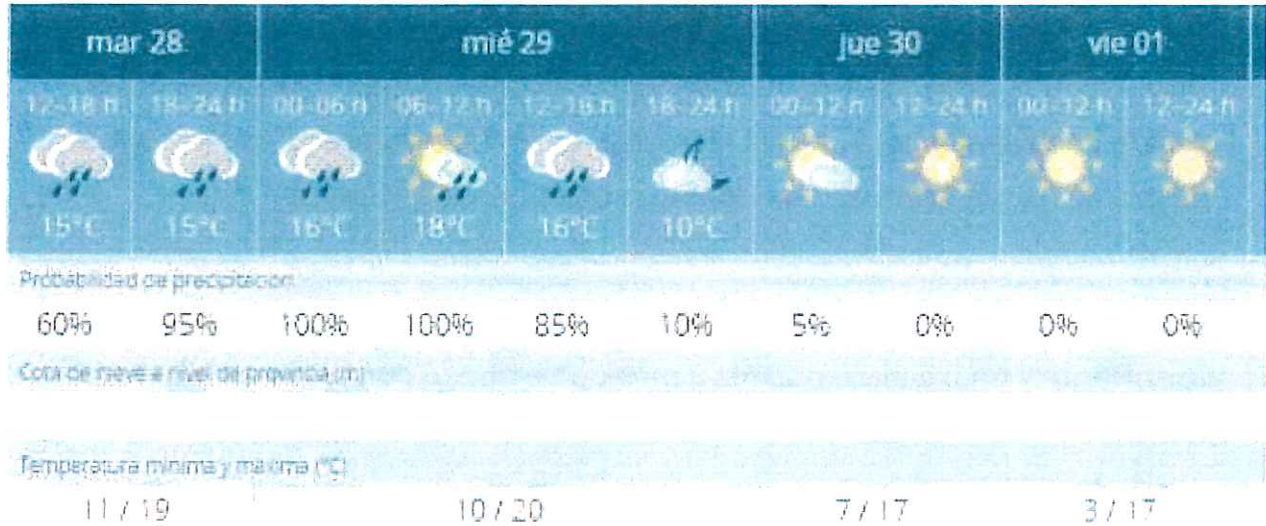 mar 28 mié 29 jue 30 vie 01
12-18 h 18-24 h 00-06 h 06-12 h 12-18 h 18-24 h 00-12 h 12-24 h 00-12 h 12-24 h
15°C 15°C 16°C 18°C 16°C 10°C
Probabilidad de precipitación
60% 95% 100% 100% 85% 10% 5% 0% 0% 0%
Cota de nieve a nivel de provincia (m)
Temperatura mínima y máxima (°C)
11 / 19 10 / 20 7 / 17 3 / 17